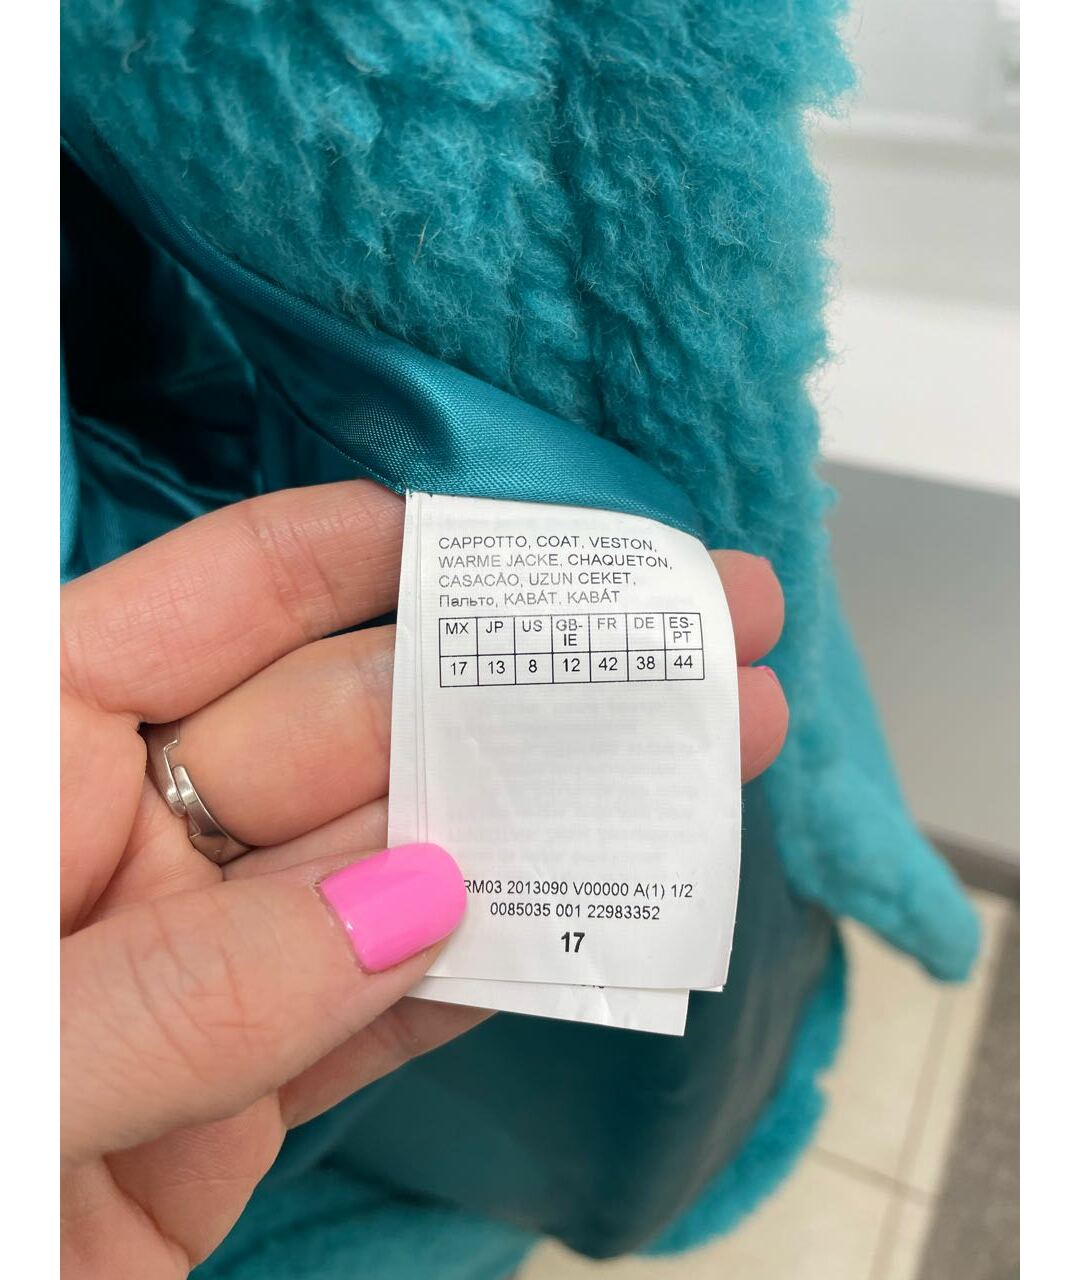 CAPPOTTO, COAT, VESTON,
WARME JACKE, CHAQUETON,
CASACÃO, UZUN CEKET,
Пальто, KABÁT, KABÁT
MX JP US GB-IE FR DE ES-PT
17 13 8 12 42 38 44
RM03 2013090 V00000 A(1) 1/2
0085035 001 22983352
17